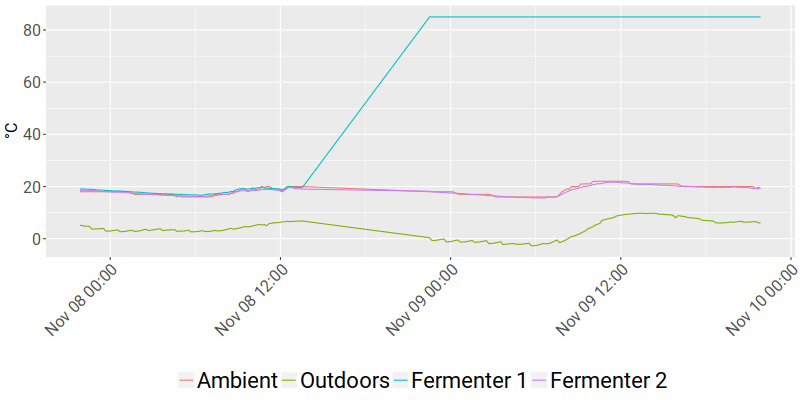 °C
80
60
40
20
0
Nov 08 00:00
Nov 08 12:00
Nov 09 00:00
Nov 09 12:00
Nov 10 00:00
Ambient Outdoors Fermenter 1 Fermenter 2